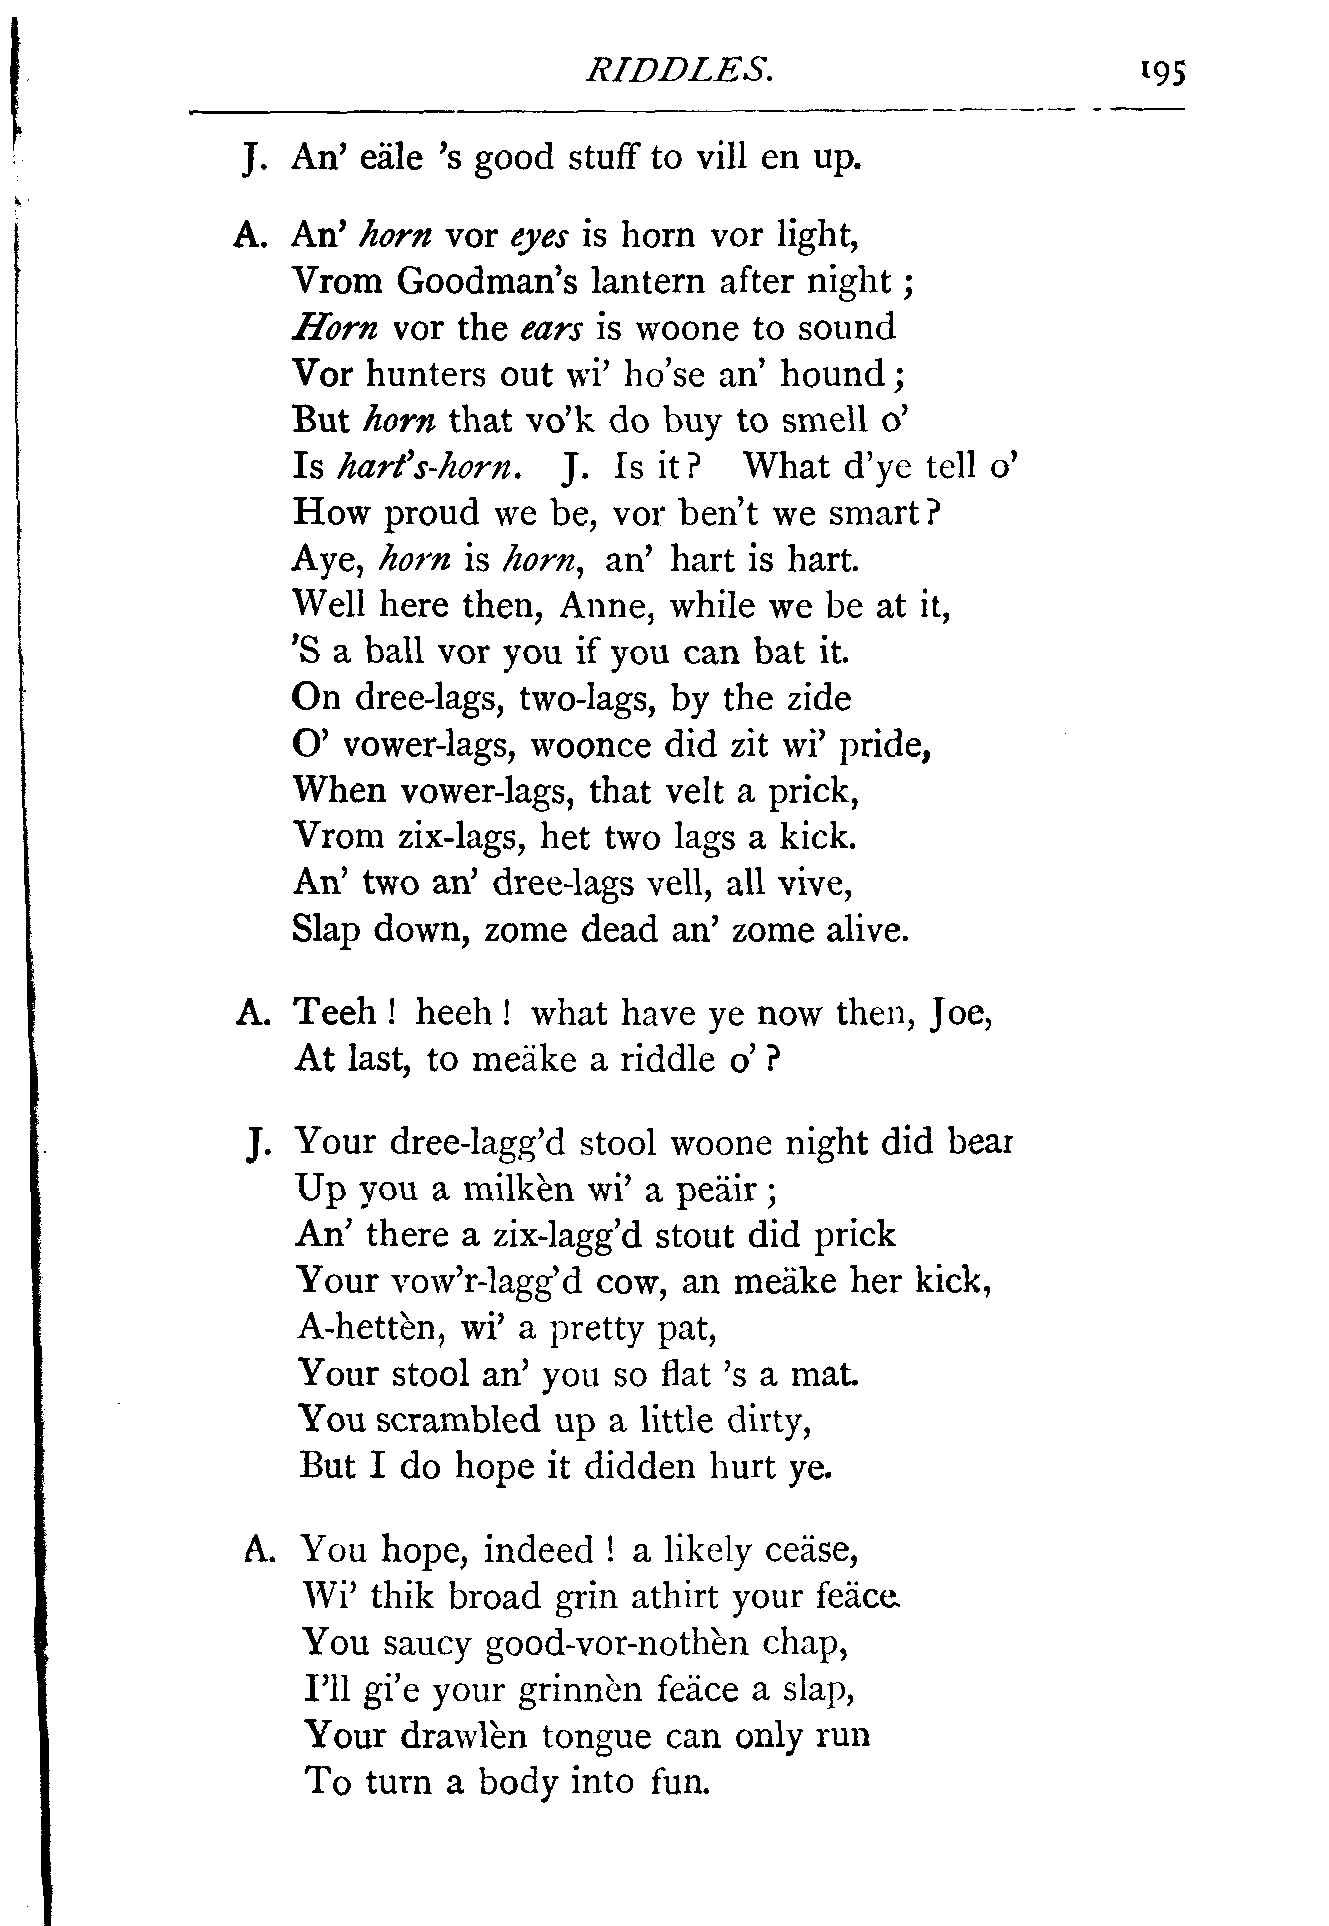 RIDDLES. 195
J. An' eäle 's good stuff to vill en up.
A. An' horn vor eyes is horn vor light,
Vrom Goodman's lantern after night ;
Horn vor the ears is woone to sound
Vor hunters out wi' ho'se an' hound ;
But horn that vo'k do buy to smell o'
Is hart's-horn. J. Is it? What d'ye tell o'
How proud we be, vor ben't we smart?
Aye, horn is horn, an' hart is hart.
Well here then, Anne, while we be at it,
'S a ball vor you if you can bat it.
On dree-lags, two-lags, by the zide
O' vower-lags, woonce did zit wi' pride,
When vower-lags, that velt a prick,
Vrom zix-lags, het two lags a kick.
An' two an' dree-lags vell, all vive,
Slap down, zome dead an' zome alive.
A. Teeh ! heeh ! what have ye now then, Joe,
At last, to meäke a riddle o' ?
J. Your dree-lagg'd stool woone night did bear
Up you a milkèn wi' a peäir ;
An' there a zix-lagg'd stout did prick
Your vow'r-lagg'd cow, an meäke her kick,
A-hettèn, wi' a pretty pat,
Your stool an' you so flat 's a mat.
You scrambled up a little dirty,
But I do hope it didden hurt ye.
A. You hope, indeed ! a likely ceäse,
Wi' thik broad grin athirt your feäce
You saucy good-vor-nothèn chap,
I'll gi'e your grinnèn feäce a slap,
Your drawlèn tongue can only run
To turn a body into fun.